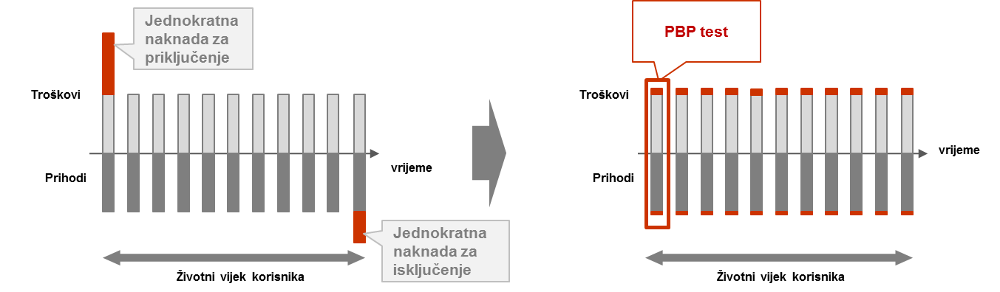 Jednokratna
naknada za
priključenje
Troškovi
Prihodi
vrijeme
Jednokratna
naknada za
isključenje
Životni vijek korisnika
PBP test
Troškovi
Prihodi
vrijeme
Životni vijek korisnika